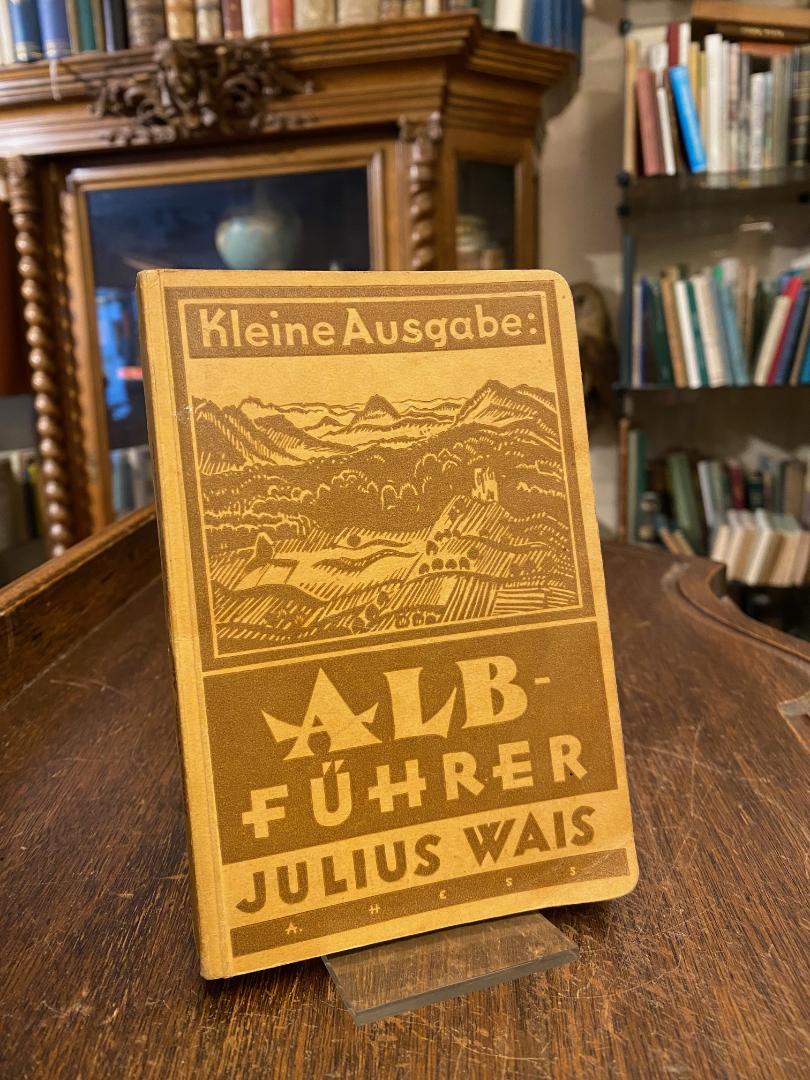 Kleine Ausgabe:
ALB-
FÜHRER
JULIUS WAIS
A. HESS